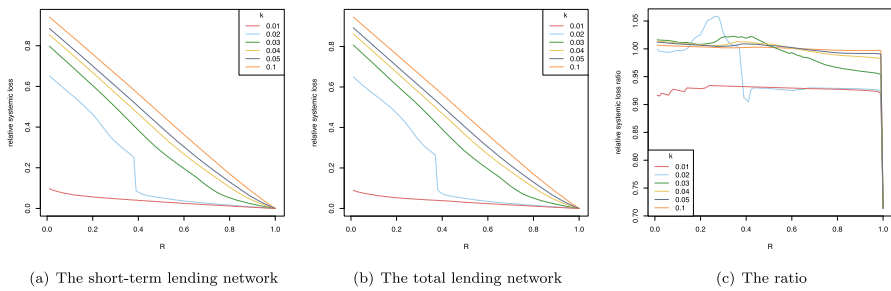 relative systemic loss
0.8
0.6
0.4
0.2
0.0
k
0.01
0.02
0.03
0.04
0.05
0.1
0.0 0.2 0.4 0.6 0.8 1.0
R
(a) The short-term lending network
relative systemic loss
0.8
0.6
0.4
0.2
0.0
k
0.01
0.02
0.03
0.04
0.05
0.1
0.0 0.2 0.4 0.6 0.8 1.0
R
(b) The total lending network
relative systemic loss ratio
1.05
1.00
0.95
0.90
0.85
0.80
0.75
0.70
k
0.01
0.02
0.03
0.04
0.05
0.1
0.0 0.2 0.4 0.6 0.8 1.0
R
(c) The ratio